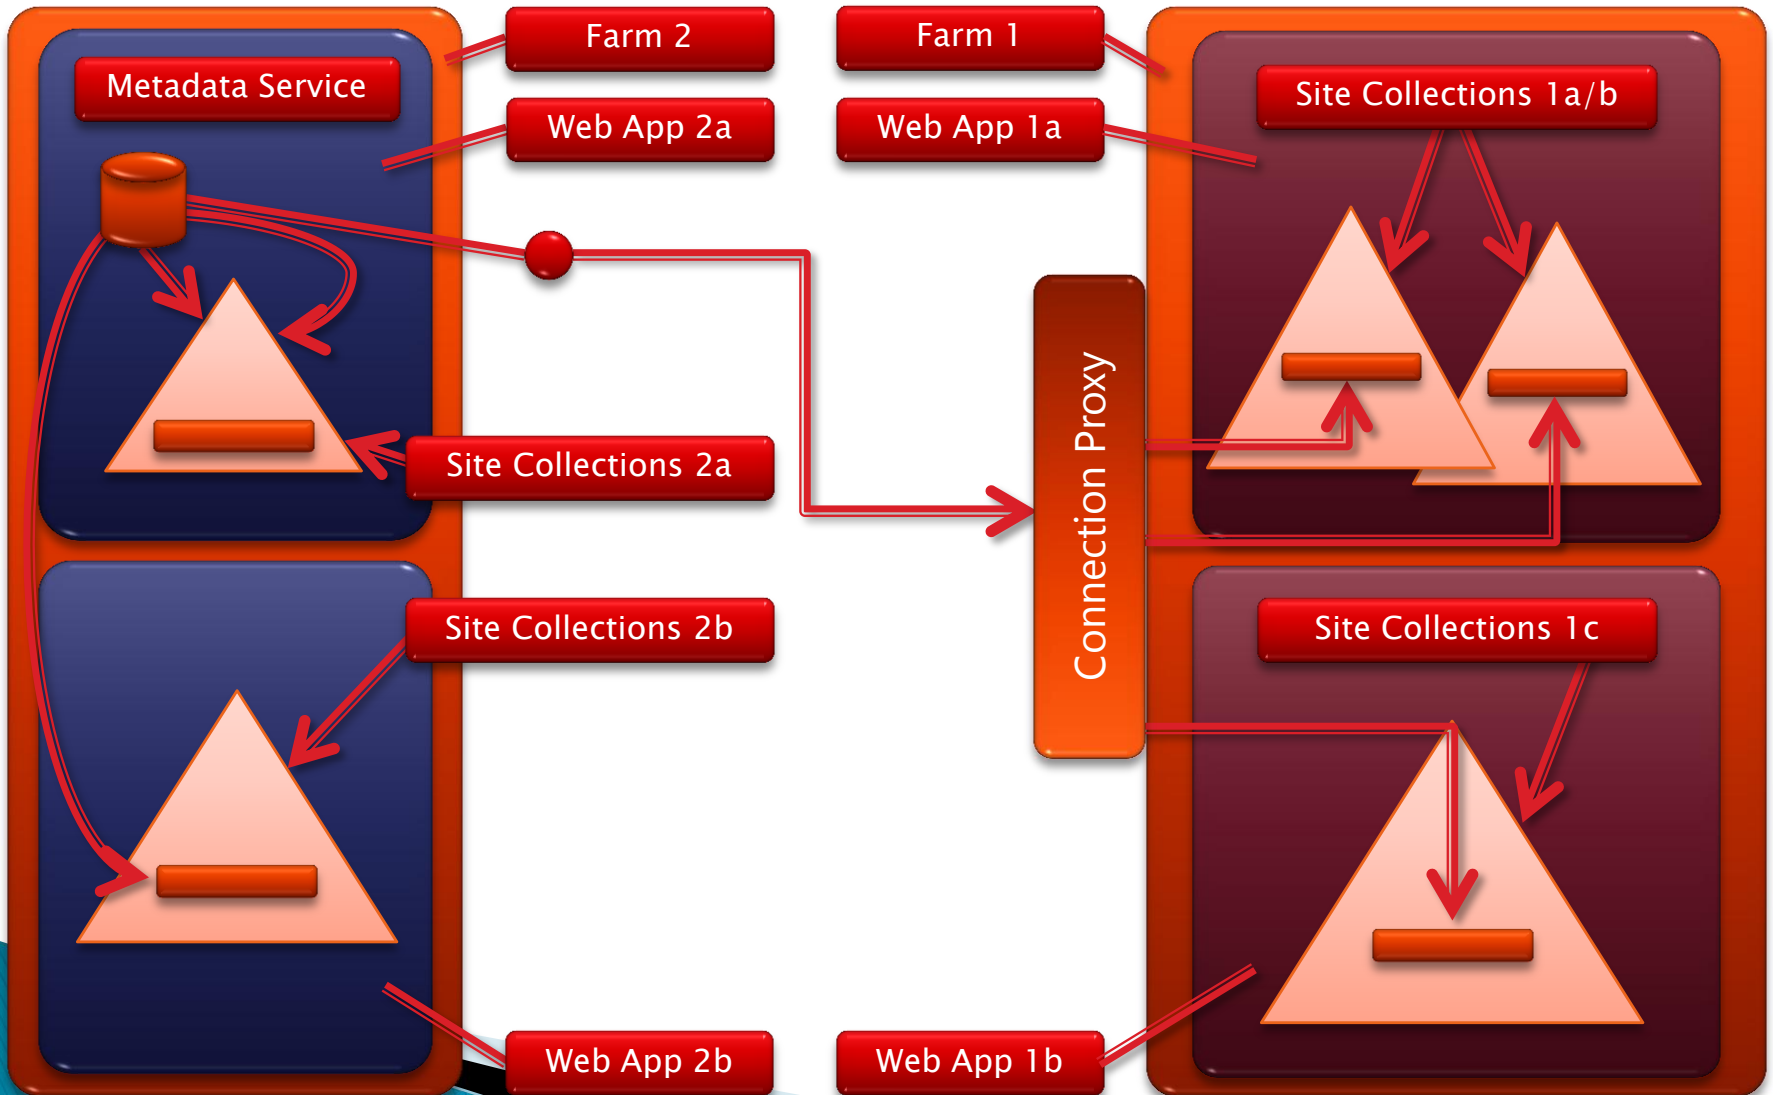 Farm 2
Farm 1
Metadata Service
Site Collections 1a/b
Web App 2a
Web App 1a
Connection Proxy
Site Collections 2a
Site Collections 2b
Site Collections 1c
Web App 2b
Web App 1b